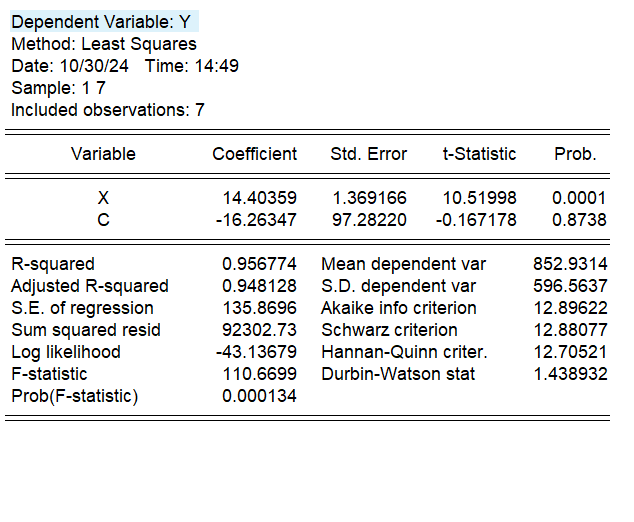 Dependent Variable: Y
Method: Least Squares
Date: 10/30/24 Time: 14:49
Sample: 1 7
Included observations: 7
Variable Coefficient Std. Error t-Statistic Prob.
X 14.40359 1.369166 10.51998 0.0001
C -16.26347 97.28220 -0.167178 0.8738
R-squared 0.956774 Mean dependent var 852.9314
Adjusted R-squared 0.948128 S.D. dependent var 596.5637
S.E. of regression 135.8696 Akaike info criterion 12.89622
Sum squared resid 92302.73 Schwarz criterion 12.88077
Log likelihood -43.13679 Hannan-Quinn criter. 12.70521
F-statistic 110.6699 Durbin-Watson stat 1.438932
Prob(F-statistic) 0.000134